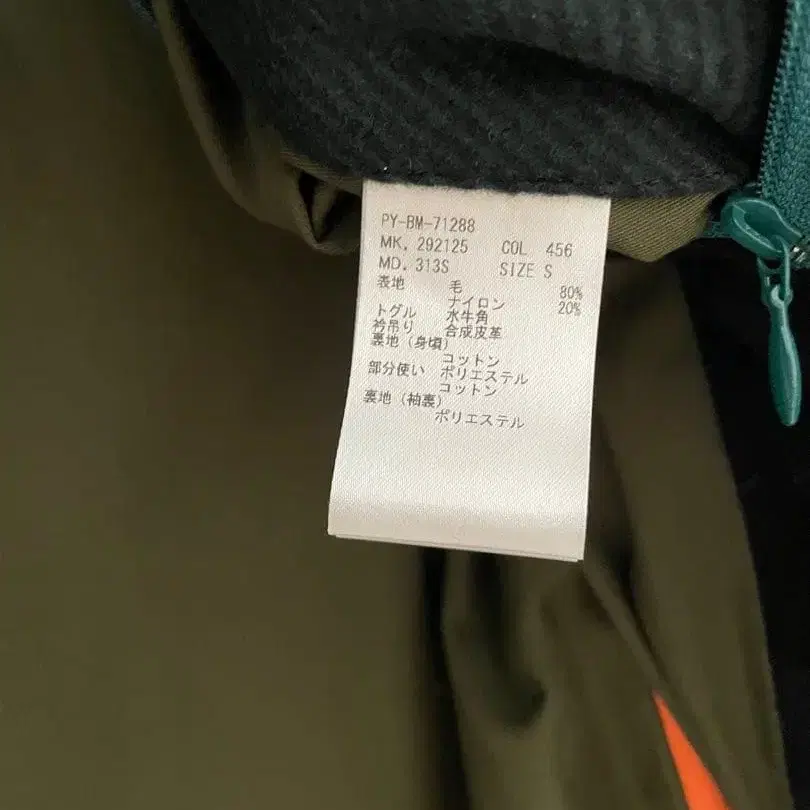 PY-BM-71288
MK. 292125 COL 456
MD. 313S SIZE S
表地 毛 80%
ナイロン 20%
トグル 水牛角
衿吊り 合成皮革
裏地(身頃)
コットン
部分使い ポリエステル
コットン
裏地(袖裏)
ポリエステル